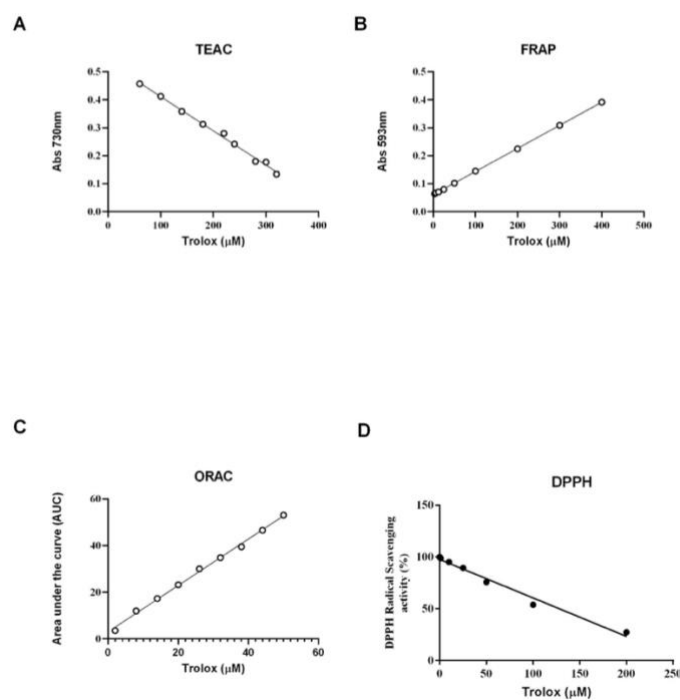 A
TEAC
Abs 730nm
0.5
0.4
0.3
0.2
0.1
0.0
0 100 200 300 400
Trolox (µM)
B
FRAP
Abs 593nm
0.5
0.4
0.3
0.2
0.1
0.0
0 100 200 300 400 500
Trolox (µM)
C
ORAC
Area under the curve (AUC)
60
40
20
0
0 20 40 60
Trolox (µM)
D
DPPH
DPPH Radical Scavenging
activity (%)
150
100
50
0
0 50 100 150 200 250
Trolox (µM)